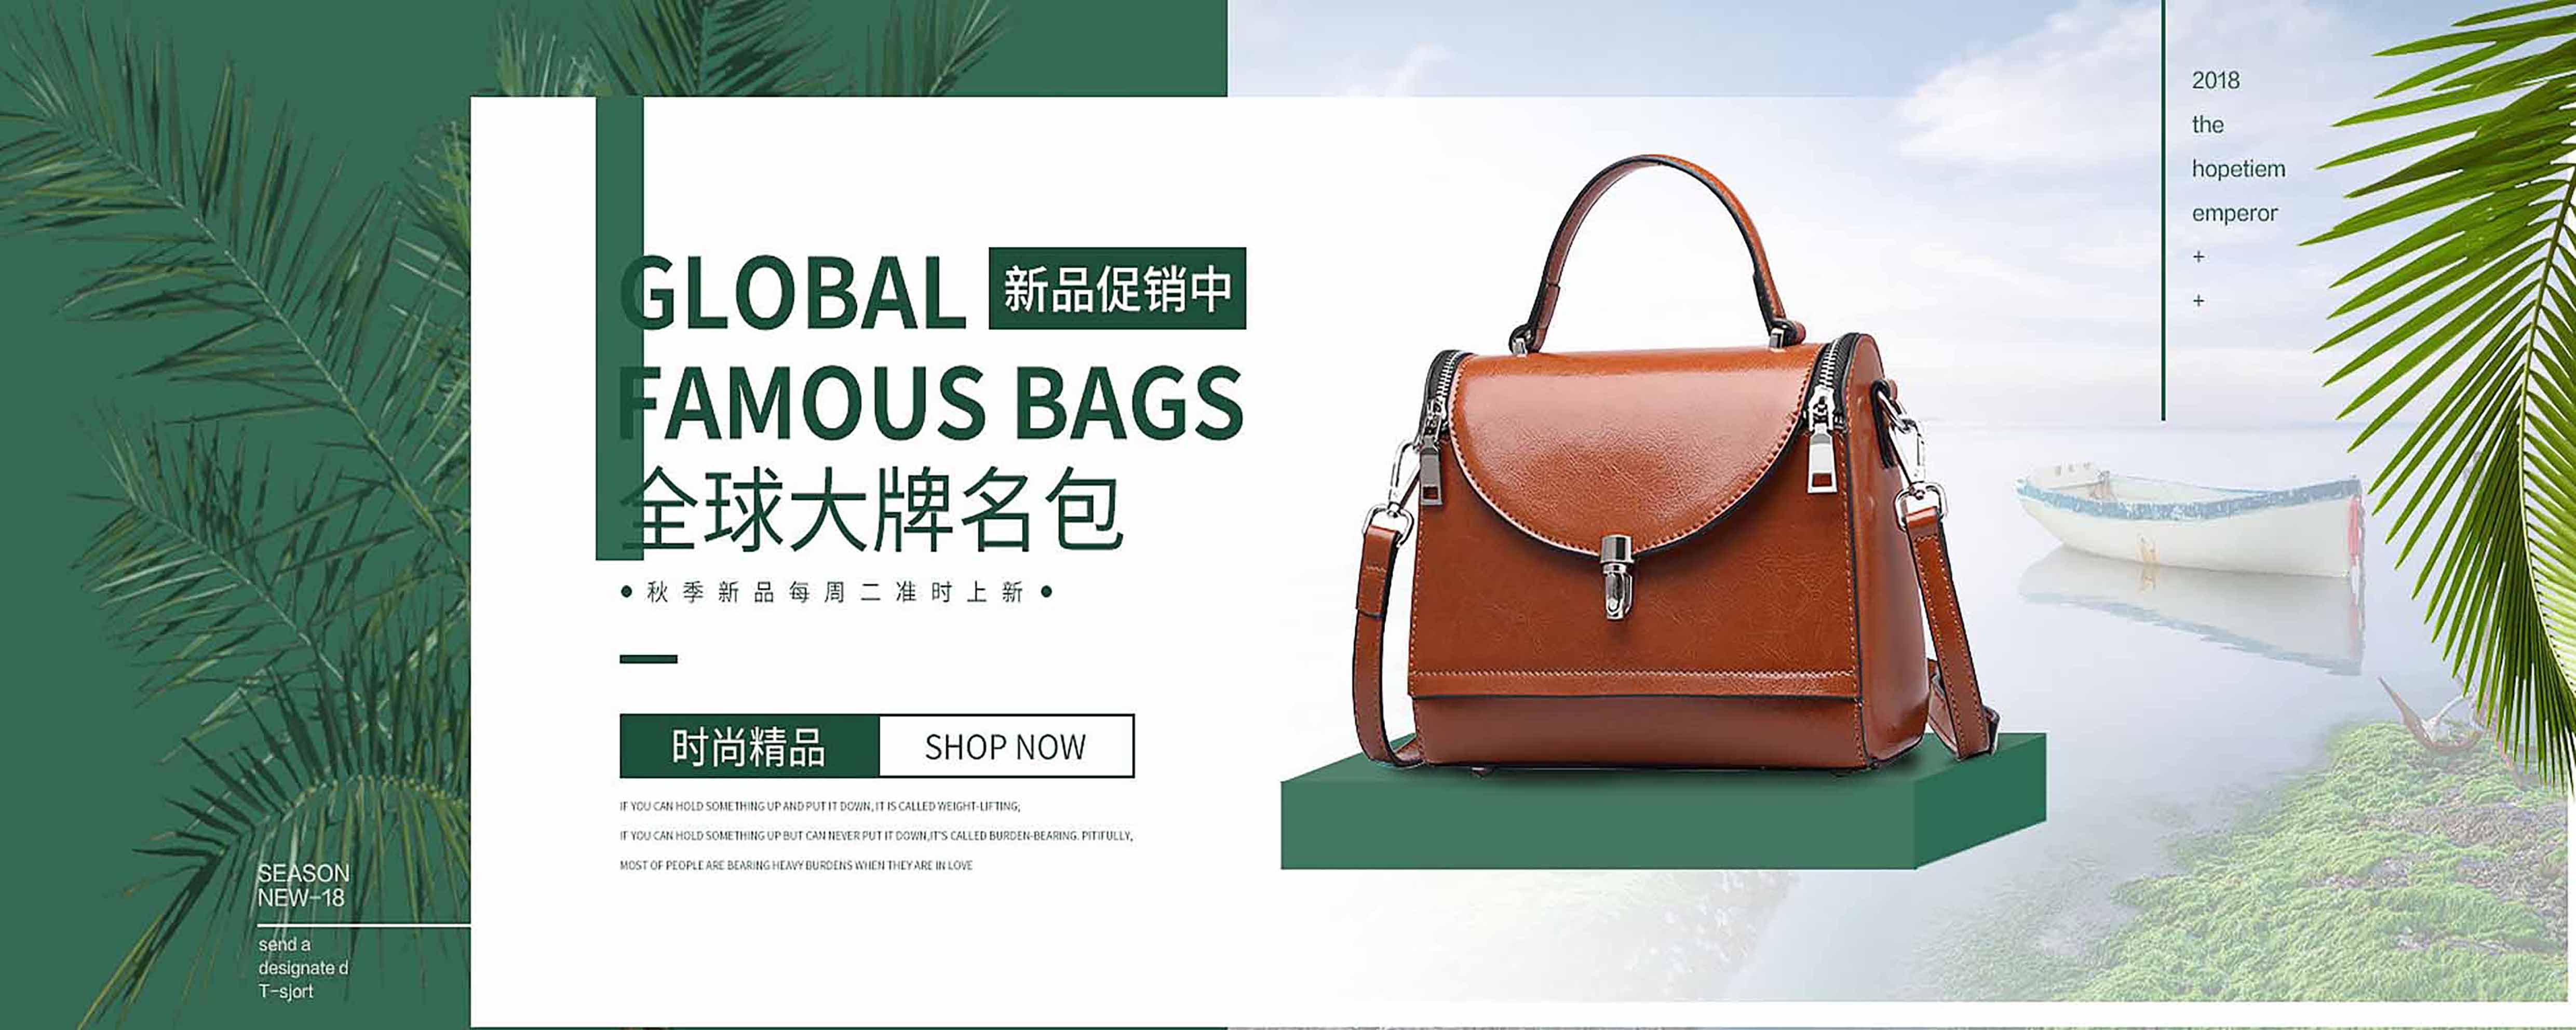 GLOBAL 新品促销中
FAMOUS BAGS
全球大牌名包
•秋季新品每周二准时上新•
时尚精品 SHOP NOW
IF YOU CAN HOLD SOMETHING UP AND PUT IT DOWN, IT IS CALLED WEIGHT-LIFTING;
IF YOU CAN HOLD SOMETHING UP BUT CAN NEVER PUT IT DOWN,IT'S CALLED BURDEN-BEARING. PITIFULLY,
MOST OF PEOPLE ARE BEARING HEAVY BURDENS WHEN THEY ARE IN LOVE
SEASON
NEW-18
send a
designate d
T-sjort
2018
the
hopetiem
emperor
+
+